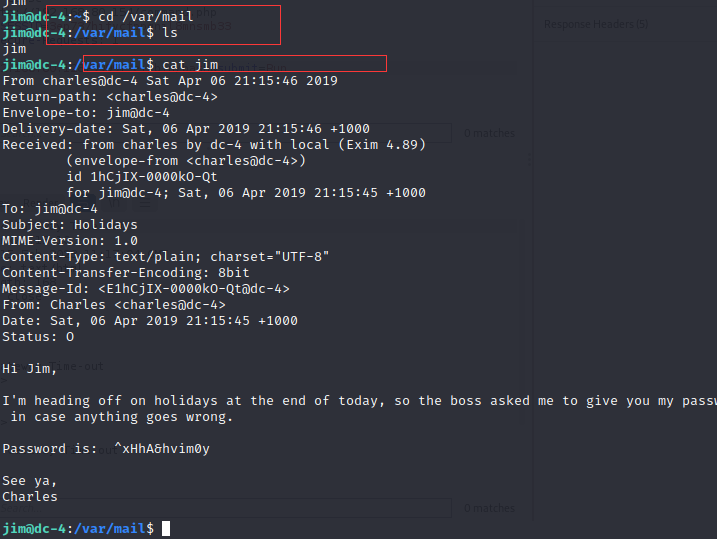 jim@dc-4:~$ cd /var/mail
jim@dc-4:/var/mail$ ls
jim
jim@dc-4:/var/mail$ cat jim
From charles@dc-4 Sat Apr 06 21:15:46 2019
Return-path: <charles@dc-4>
Envelope-to: jim@dc-4
Delivery-date: Sat, 06 Apr 2019 21:15:46 +1000
Received: from charles by dc-4 with local (Exim 4.89)
        (envelope-from <charles@dc-4>)
        id 1hCjIX-0000kO-Qt
        for jim@dc-4; Sat, 06 Apr 2019 21:15:45 +1000
To: jim@dc-4
Subject: Holidays
MIME-Version: 1.0
Content-Type: text/plain; charset="UTF-8"
Content-Transfer-Encoding: 8bit
Message-Id: <E1hCjIX-0000kO-Qt@dc-4>
From: Charles <charles@dc-4>
Date: Sat, 06 Apr 2019 21:15:45 +1000
Status: O
Hi Jim,
I'm heading off on holidays at the end of today, so the boss asked me to give you my passw
in case anything goes wrong.
Password is:  ^xHhA&hvim0y
See ya,
Charles
jim@dc-4:/var/mail$
Response Headers (5)
0 matches
0 matches